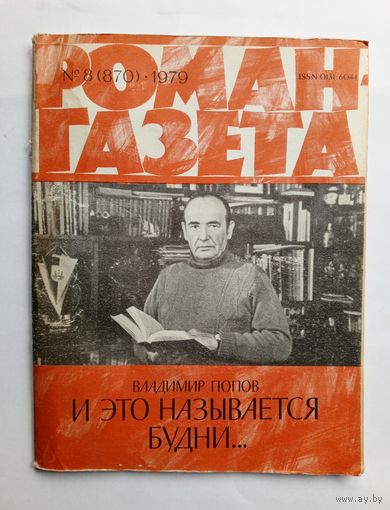 № 8 (870) · 1979
ISSN 0131-6044
РОМАН-
ГАЗЕТА
ВЛАДИМИР ПОПОВ
И ЭТО НАЗЫВАЕТСЯ
БУДНИ...
www.ay.by